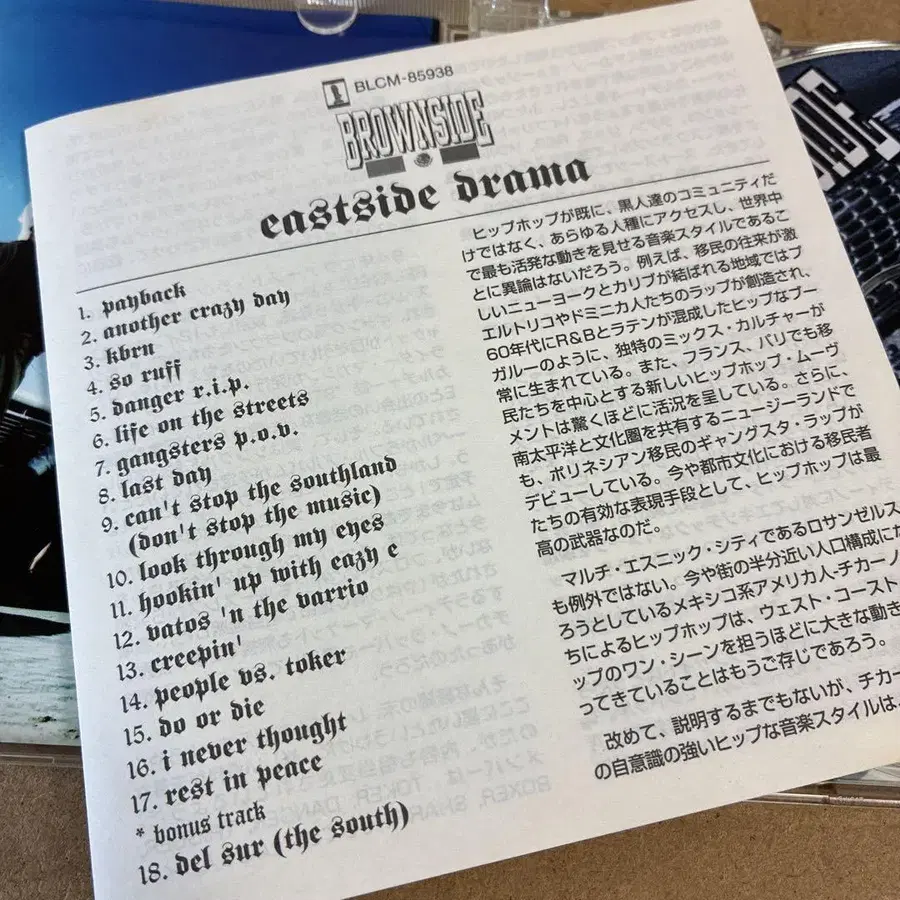 BLCM-85938
BROWNSIDE
eastside drama
1. payback
2. another crazy day
3. kbrn
4. so ruff
5. danger r.i.p.
6. life on the streets
7. gangsters p.o.v.
8. last day
9. can't stop the southland
(don't stop the music)
10. look through my eyes
11. hookin' up with eazy e
12. vatos 'n the varrio
13. creepin'
14. people vs. toker
15. do or die
16. i never thought
17. rest in peace
* bonus track
18. del sur (the south)
ヒップホップが既に、黒人達のコミュニティだ
けではなく、あらゆる人種にアクセスし、世界中
で最も活発な動きを見せる音楽スタイルであるこ
とに異論はないだろう。例えば、移民の往来が激
しいニューヨークとカリブが結ばれる地域ではプ
エルトリコやドミニカ人たちのラップが創造され、
60年代にR&Bとラテンが混成したヒップなブー
ガルーのように、独特のミックス・カルチャーが
常に生まれている。また、フランス、パリでも移
民たちを中心とする新しいヒップホップ・ムーヴ
メントは驚くほどに活況を呈している。さらに、
南太平洋と文化圏を共有するニュージーランドで
も、ポリネシアン移民のギャングスタ・ラップが
デビューしている。今や都市文化における移民者
たちの有効な表現手段として、ヒップホップは最
高の武器なのだ。
マルチ・エスニック・シティであるロサンゼルス
も例外ではない。今や街の半分近い人口構成にな
ろうとしているメキシコ系アメリカ人-チカーノ
ちによるヒップホップは、ウェスト・コースト
ップのワン・シーンを担うほどに大きな動き
ってきていることはもうご存じであろう。
改めて、説明するまでもないが、チカー
の自意識の強いヒップな音楽スタイルは、